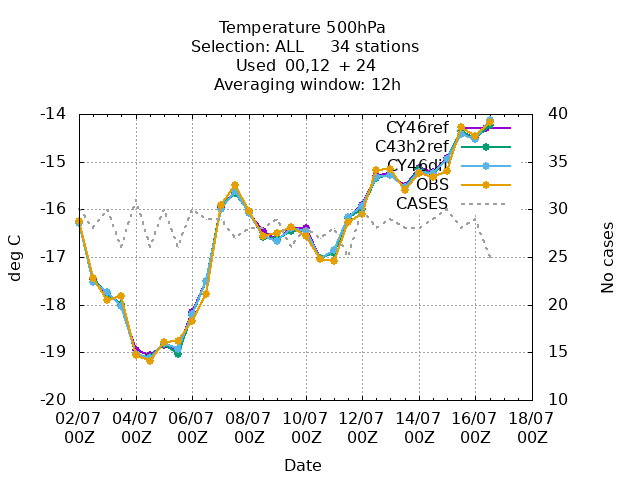 Temperature 500hPa
Selection: ALL 34 stations
Used 00,12 + 24
Averaging window: 12h
-14 40
CY46ref
C43h2ref
-15 CY46dif 35
OBS
CASES
-16 30
-17 25
-18 20
-19 15
-20 10
02/07 04/07 06/07 08/07 10/07 12/07 14/07 16/07 18/07
00Z 00Z 00Z 00Z 00Z 00Z 00Z 00Z 00Z
Date
deg C
No cases